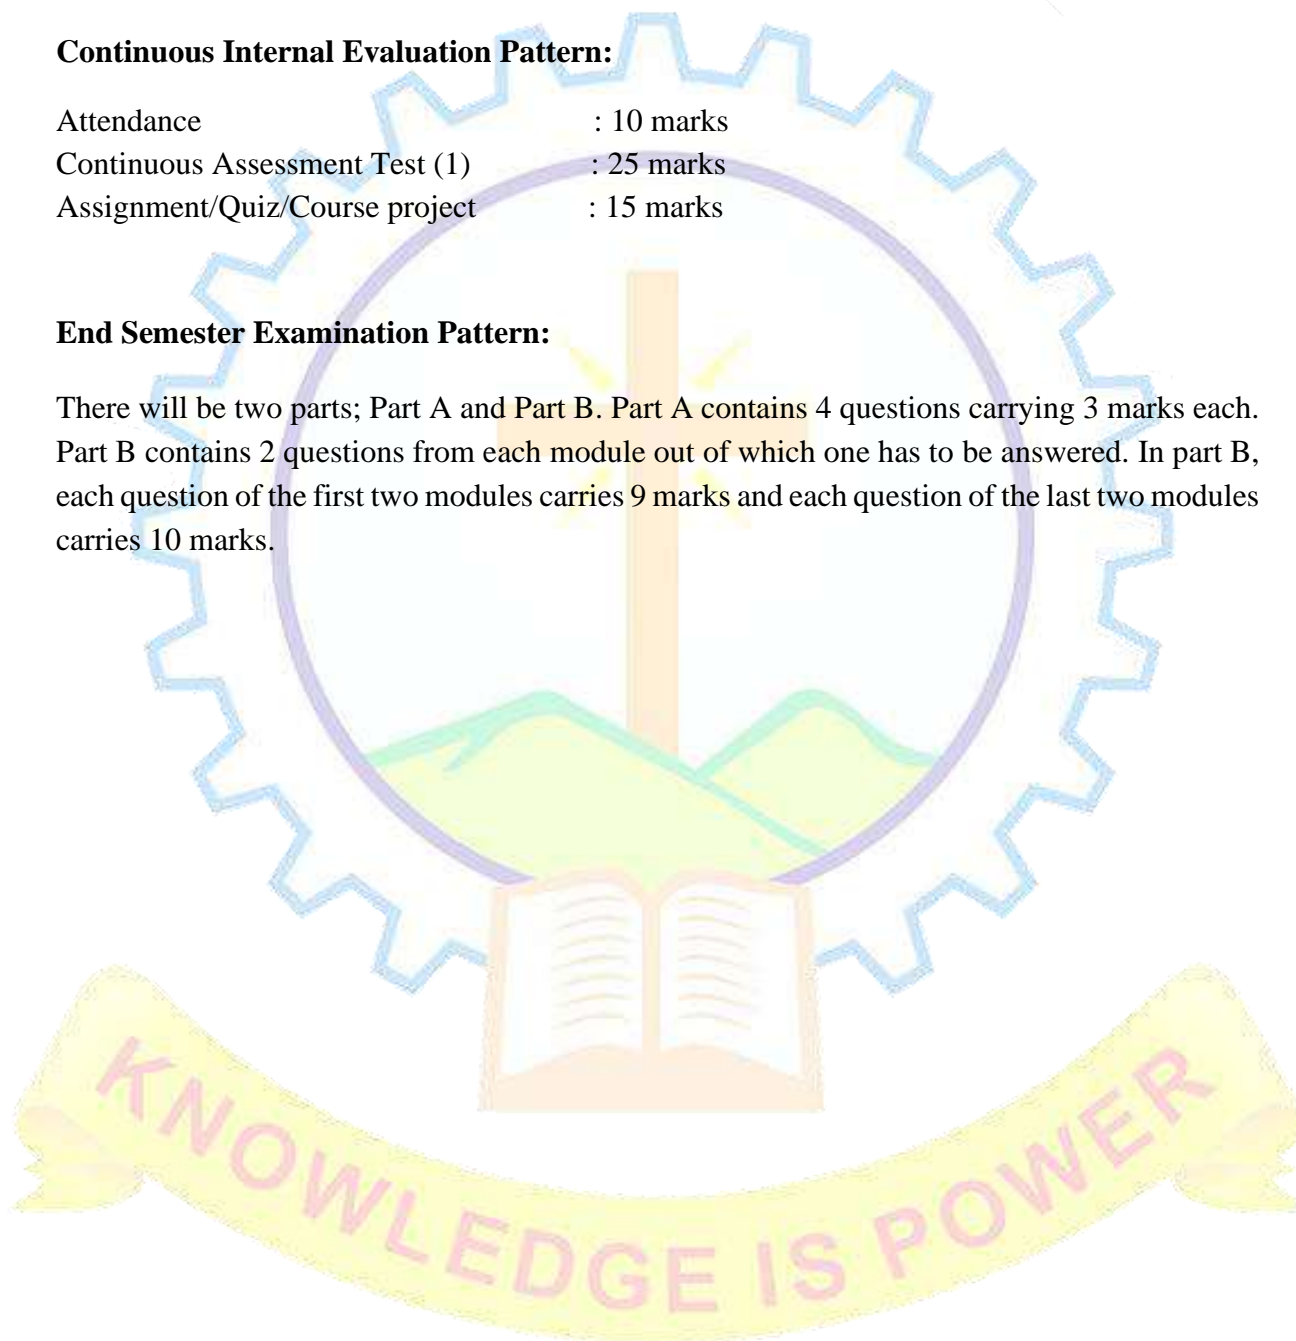 Continuous Internal Evaluation Pattern:
Attendance : 10 marks
Continuous Assessment Test (1) : 25 marks
Assignment/Quiz/Course project : 15 marks
End Semester Examination Pattern:
There will be two parts; Part A and Part B. Part A contains 4 questions carrying 3 marks each.
Part B contains 2 questions from each module out of which one has to be answered. In part B,
each question of the first two modules carries 9 marks and each question of the last two modules
carries 10 marks.
KNOWLEDGE IS POWER